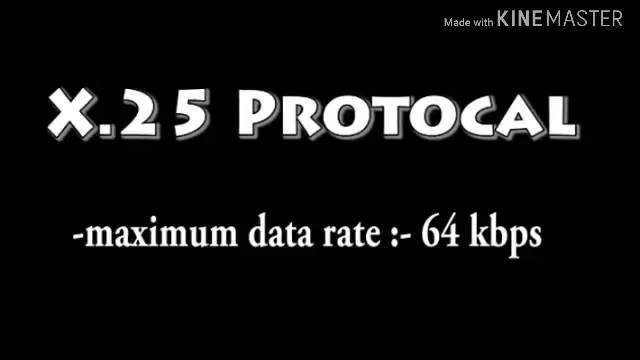 Made with KINEMASTER
X.25 PROTOCAL
-maximum data rate :- 64 kbps